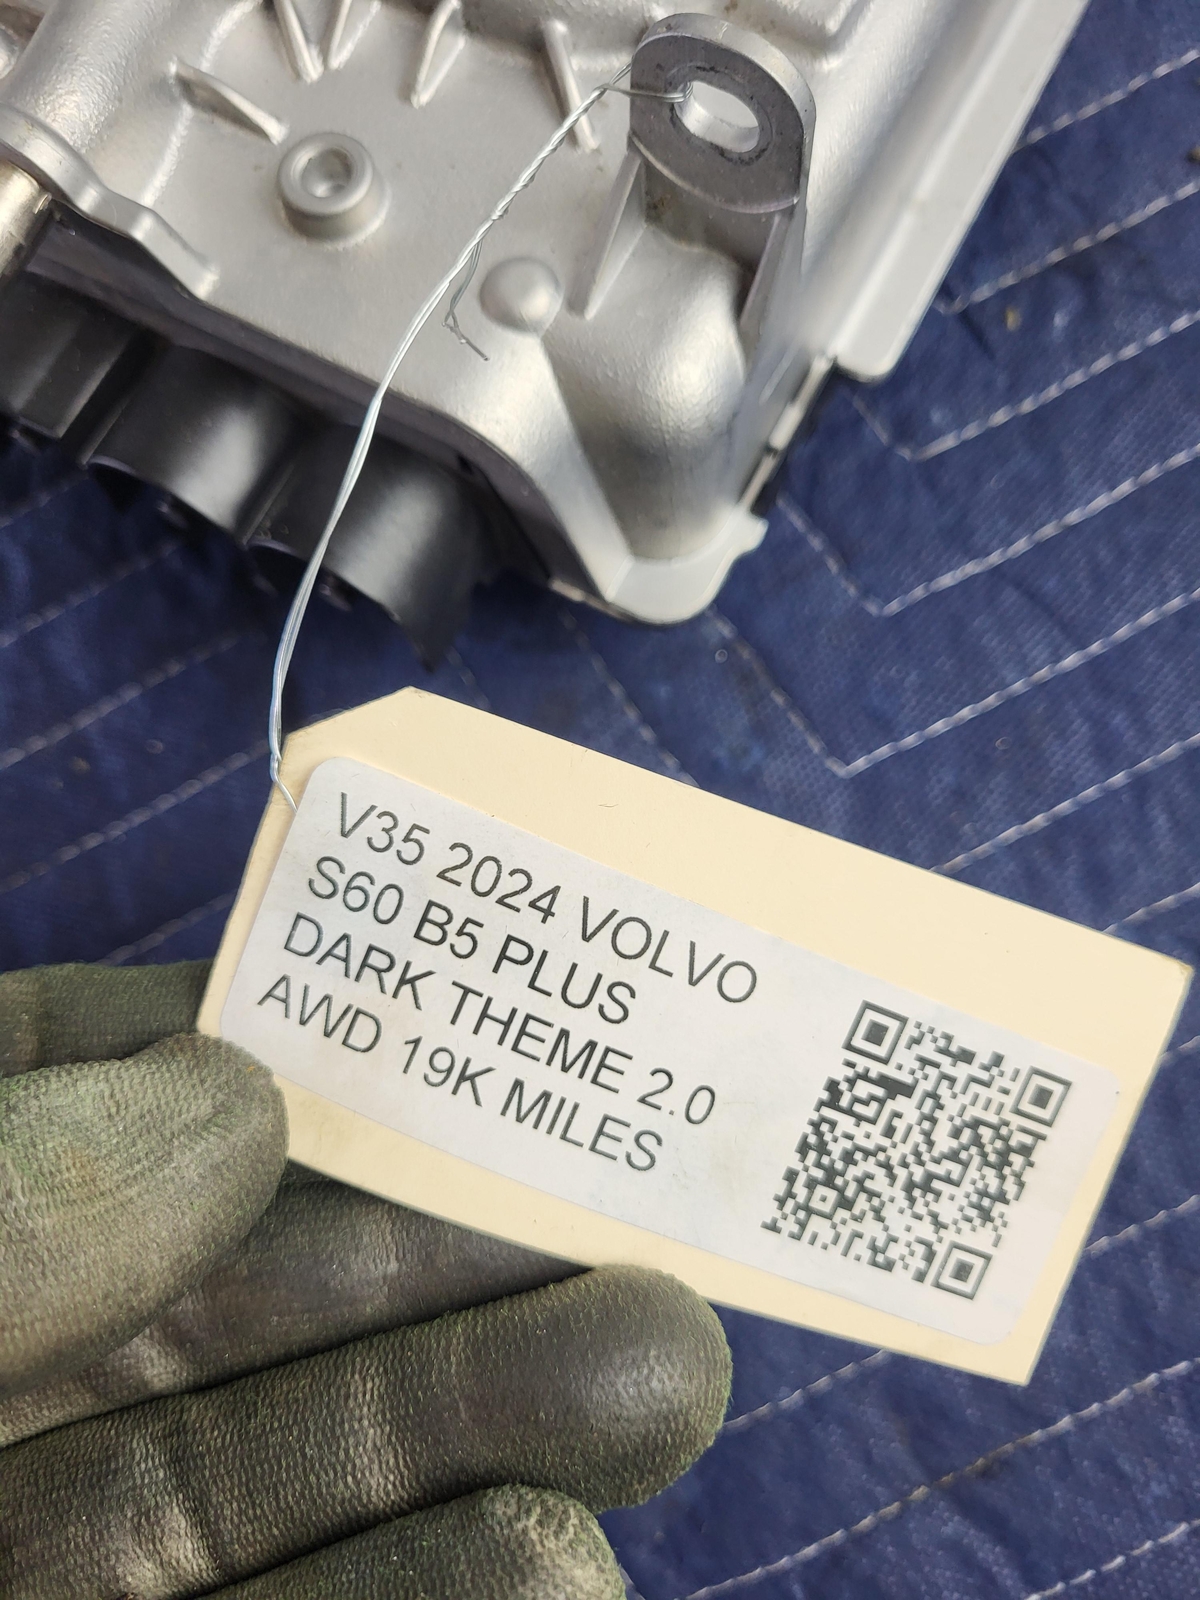 V35 2024 VOLVO
S60 B5 PLUS
DARK THEME 2.0
AWD 19K MILES